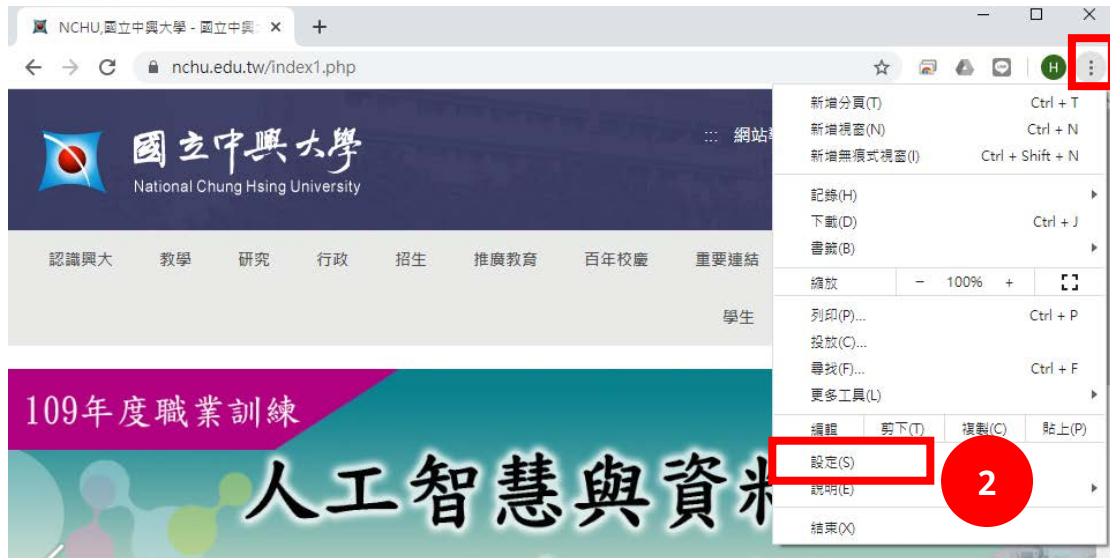 NCHU,國立中興大學 - 國立中興
nchu.edu.tw/index1.php
H
國立中興大學
National Chung Hsing University
::: 網站
認識興大 教學 研究 行政 招生 推廣教育 百年校慶 重要連結
學生
109年度職業訓練
人工智慧與資料
新增分頁(T) Ctrl + T
新增視窗(N) Ctrl + N
新增無痕式視窗(I) Ctrl + Shift + N
記錄(H)
下載(D) Ctrl + J
書籤(B)
縮放 - 100% +
列印(P)... Ctrl + P
投放(C)...
尋找(F)... Ctrl + F
更多工具(L)
編輯 剪下(T) 複製(C) 貼上(P)
設定(S)
2
說明(E)
結束(X)